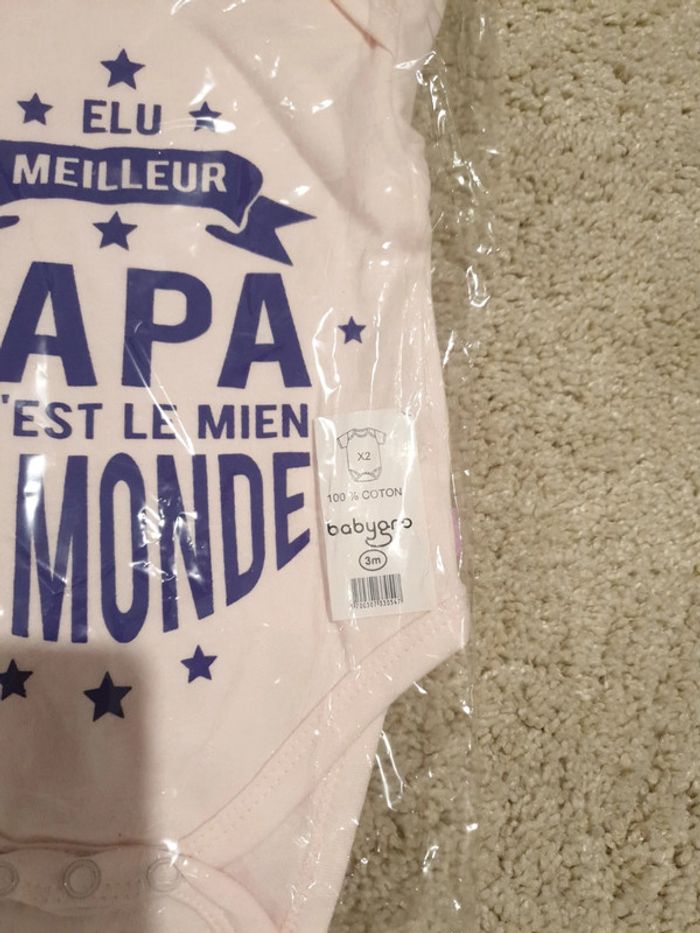 ELU
MEILLEUR
APA
'EST LE MIEN
MONDE
X2
100 % COTON
babygro
3m